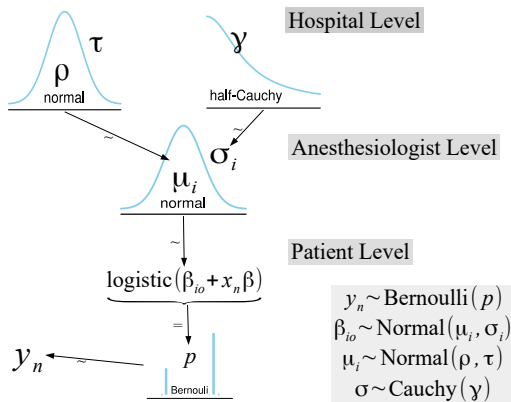 Hospital Level
τ
γ
ρ
normal
half-Cauchy
~
~
Anesthesiologist Level
σ_i
μ_i
normal
~
Patient Level
logistic(β_io + x_n β)
=
y_n ~ Bernoulli(p)
β_io ~ Normal(μ_i, σ_i)
μ_i ~ Normal(ρ, τ)
σ ~ Cauchy(γ)
y_n
~
p
Bernouli